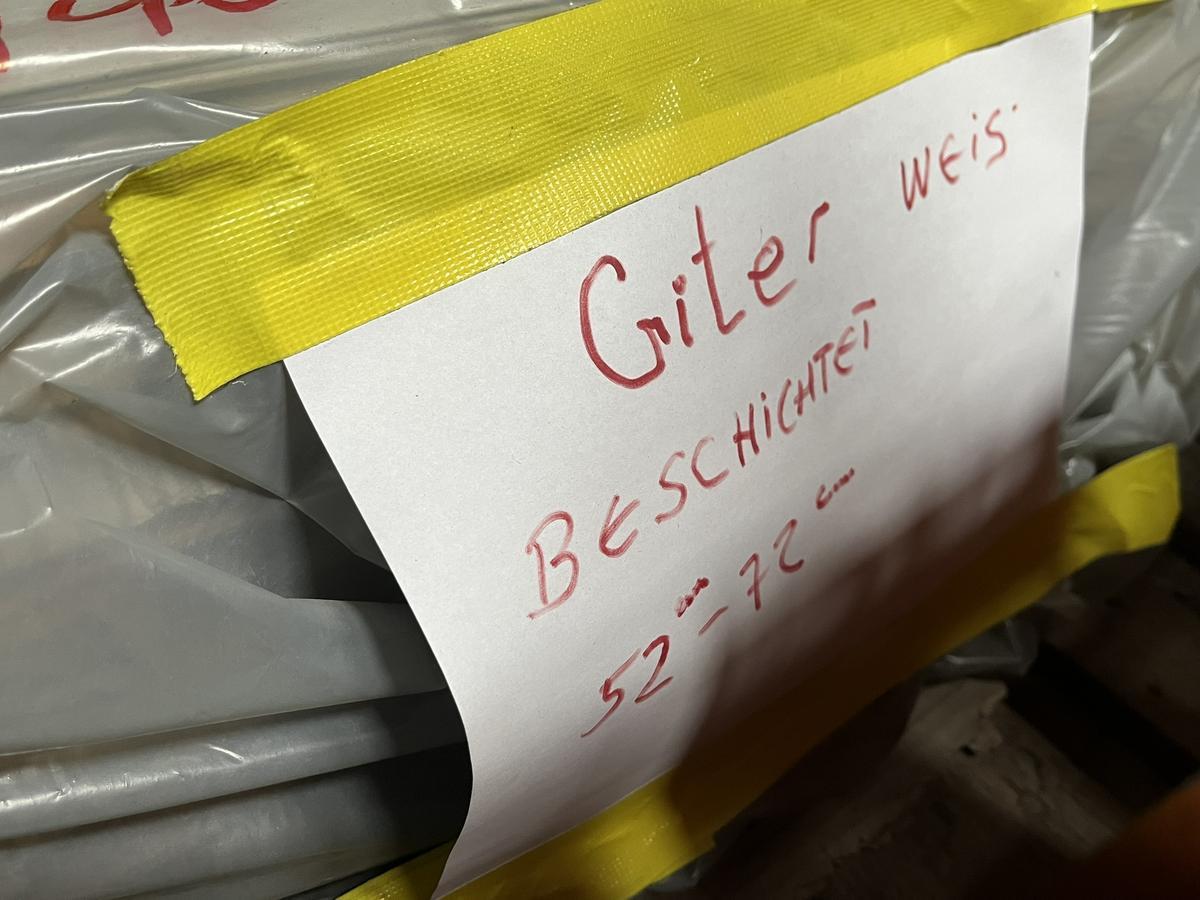 Giter weis
BESCHICHTET
52cm-72cm